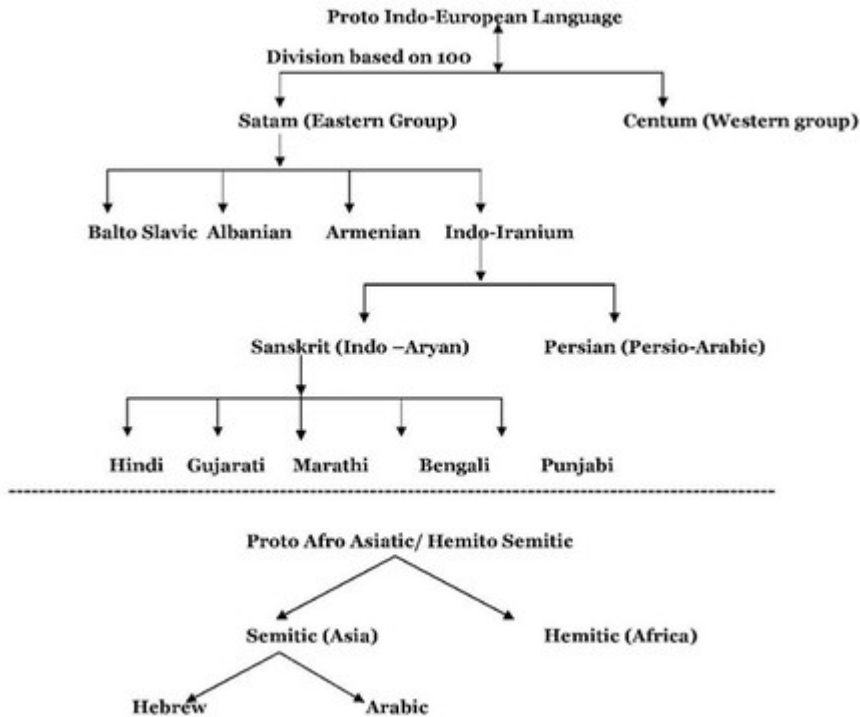 Proto Indo-European Language
Division based on 100
Satam (Eastern Group) Centum (Western group)
Balto Slavic Albanian Armenian Indo-Iranium
Sanskrit (Indo –Aryan) Persian (Persio-Arabic)
Hindi Gujarati Marathi Bengali Punjabi
Proto Afro Asiatic/ Hemito Semitic
Semitic (Asia) Hemitic (Africa)
Hebrew Arabic